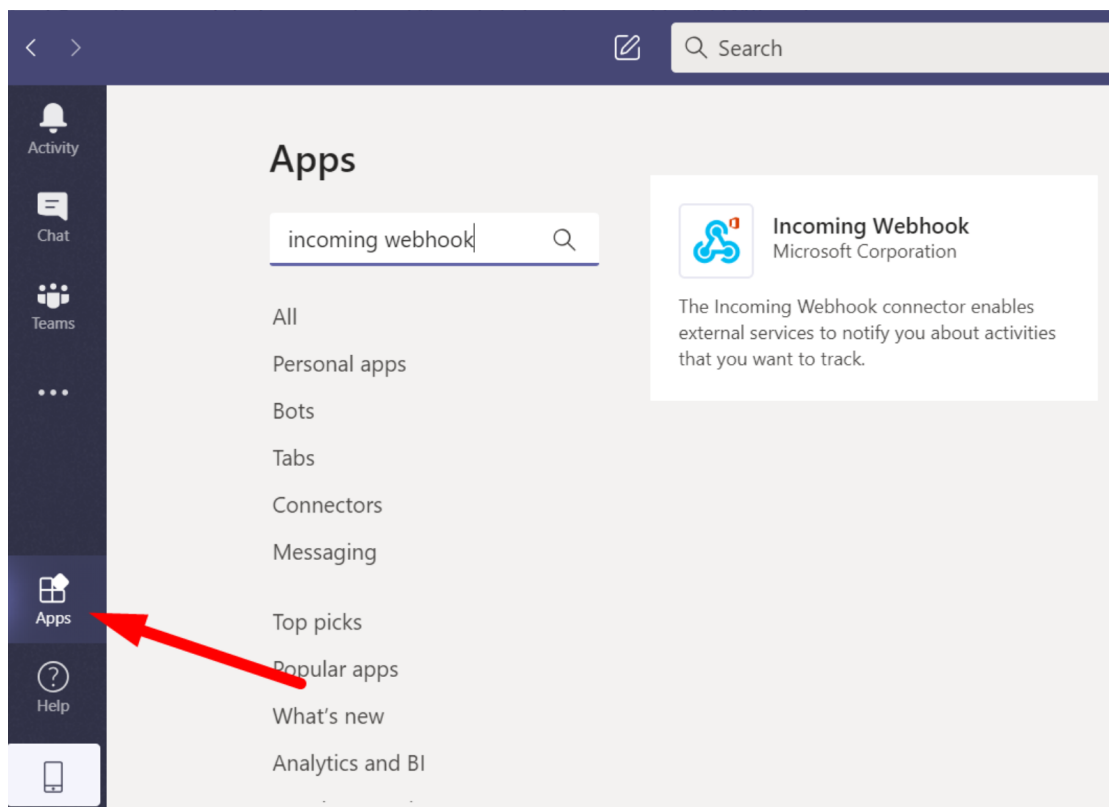 Search
Activity
Chat
Teams
Apps
Help
Apps
incoming webhook
All
Personal apps
Bots
Tabs
Connectors
Messaging
Top picks
Popular apps
What's new
Analytics and BI
Incoming Webhook
Microsoft Corporation
The Incoming Webhook connector enables
external services to notify you about activities
that you want to track.